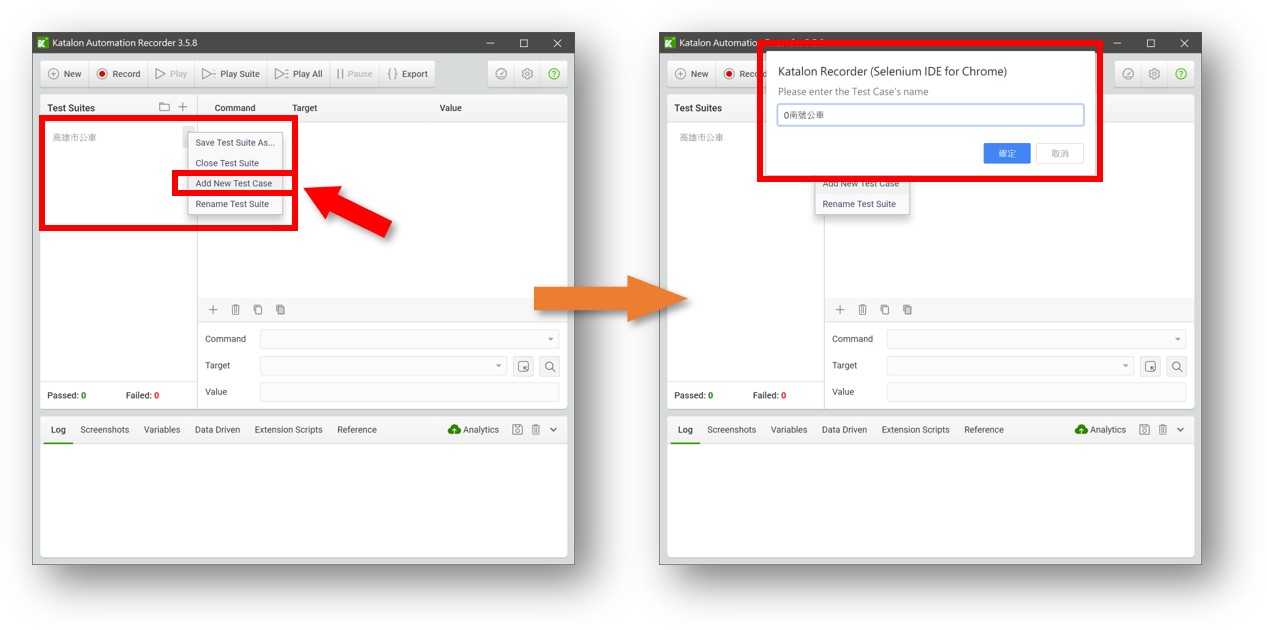 Katalon Automation Recorder 3.5.8
New Record Play Play Suite Play All Pause { } Export
Test Suites Command Target Value
高雄市公車
Save Test Suite As...
Close Test Suite
Add New Test Case
Rename Test Suite
Command
Target
Value
Passed: 0 Failed: 0
Log Screenshots Variables Data Driven Extension Scripts Reference Analytics
Katalon Automation
New Reco
Test Suites
高雄市公車
Katalon Recorder (Selenium IDE for Chrome)
Please enter the Test Case's name
0南號公車
確定 取消
Add New Test Case
Rename Test Suite
Command
Target
Value
Passed: 0 Failed: 0
Log Screenshots Variables Data Driven Extension Scripts Reference Analytics